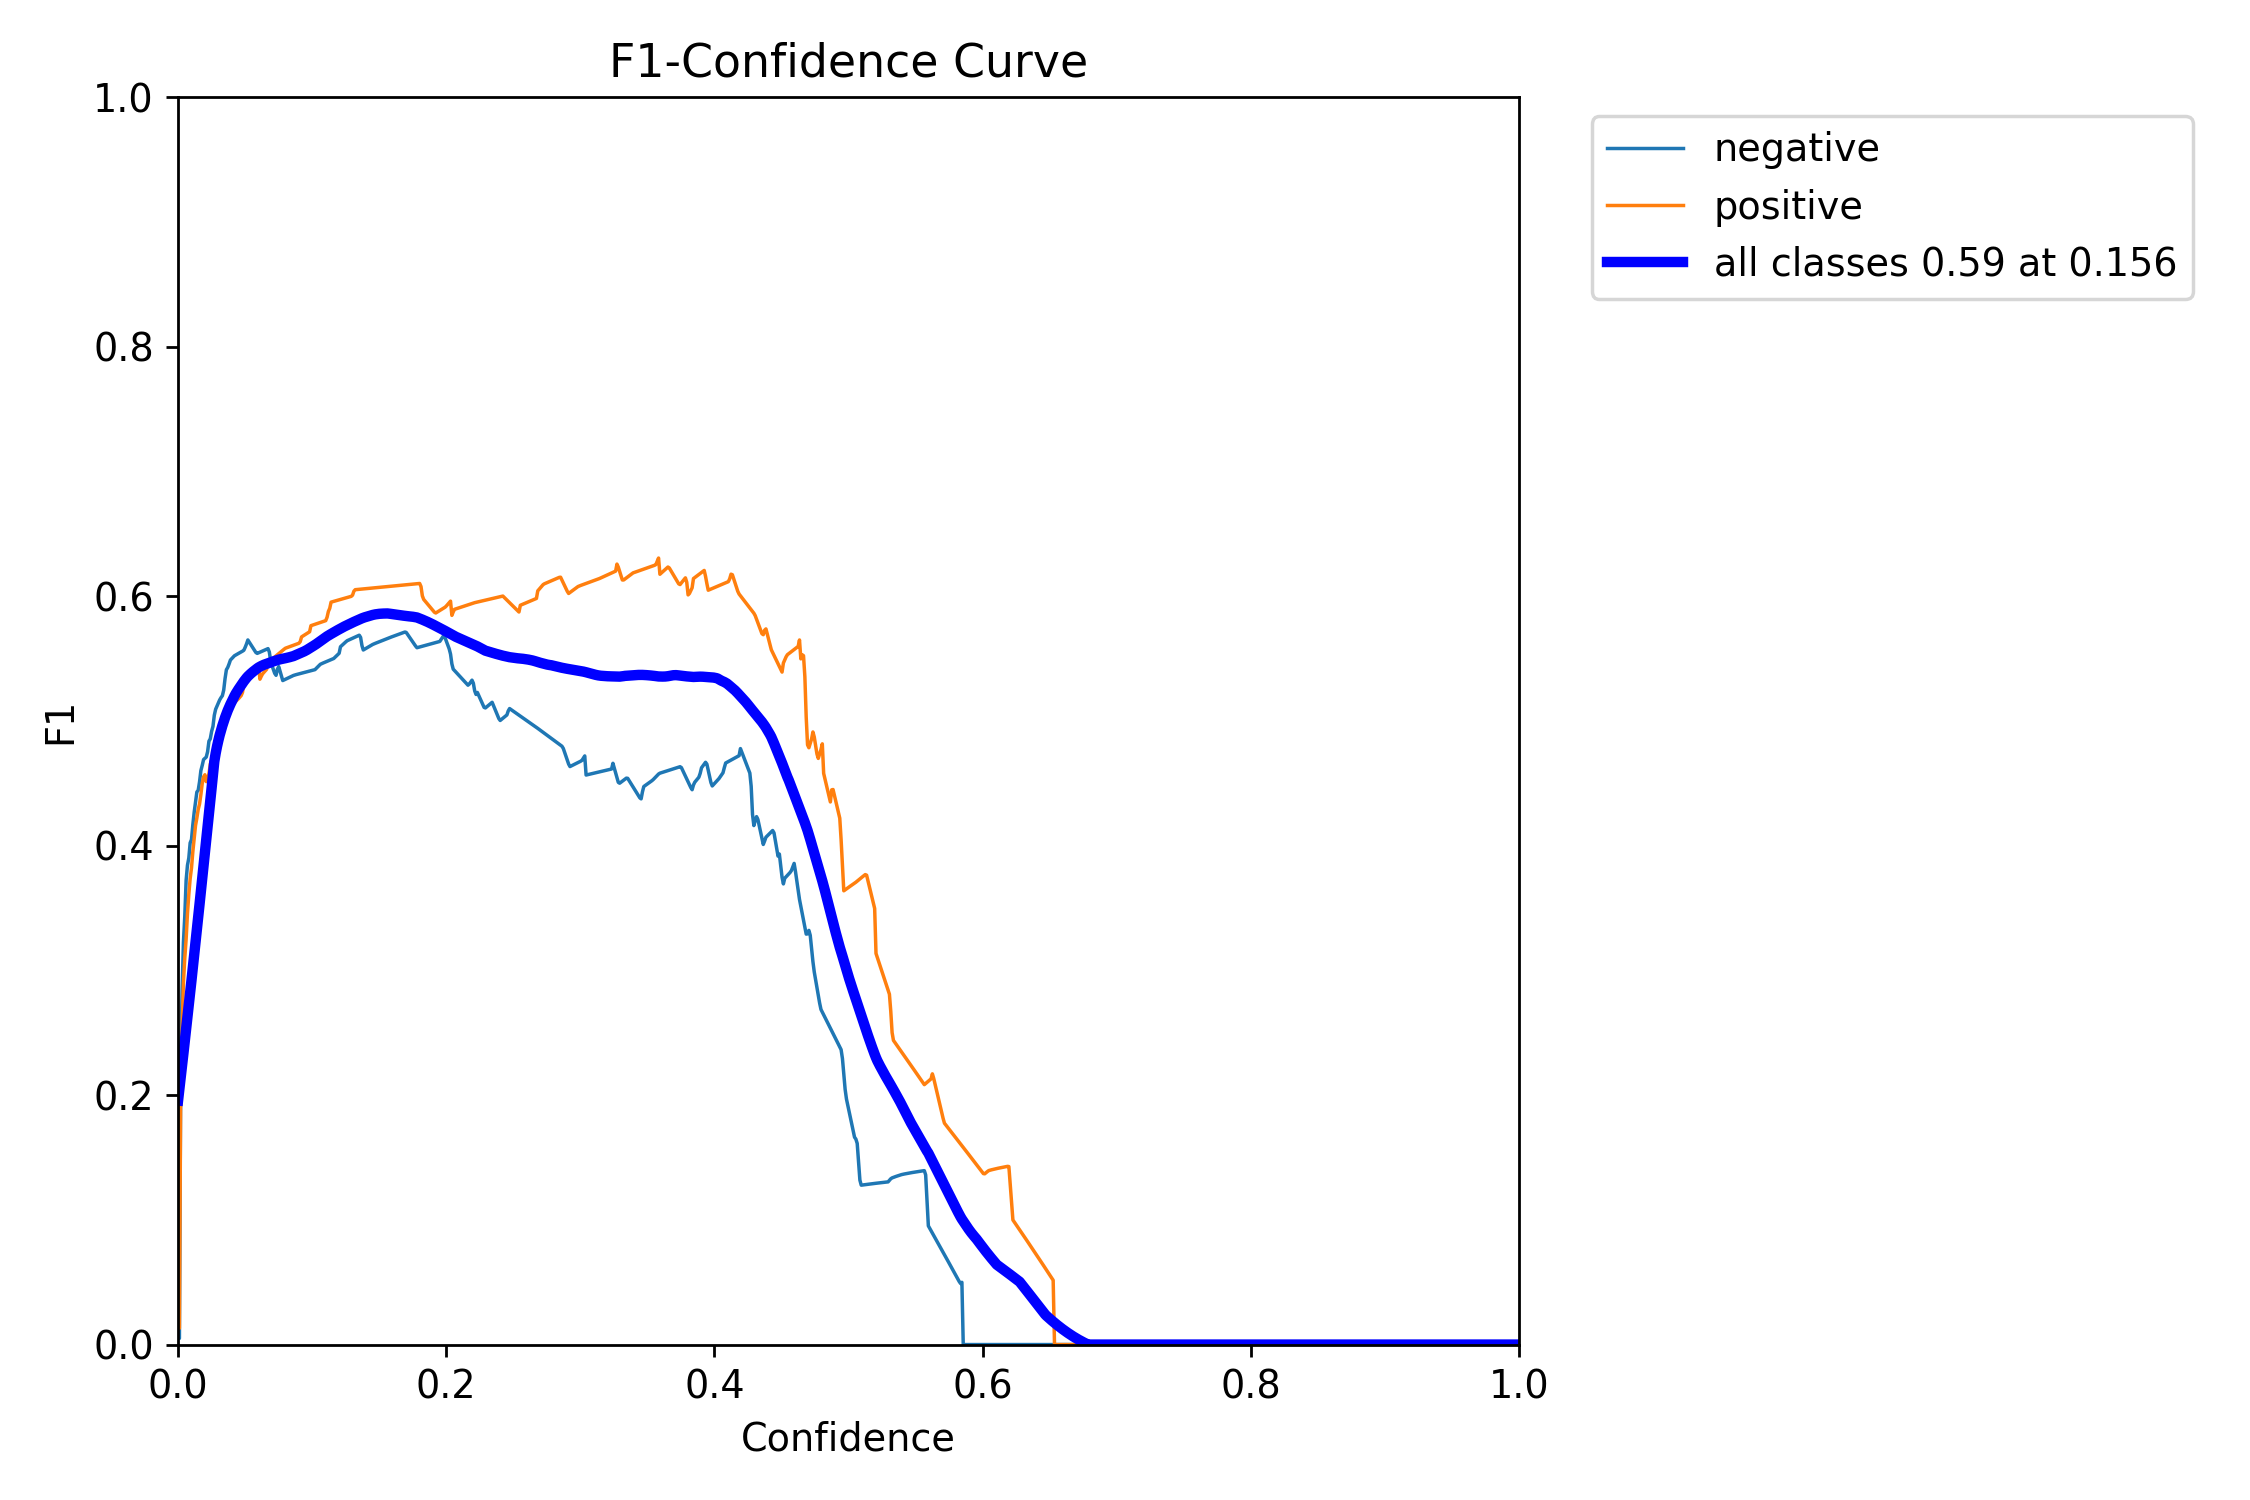 F1-Confidence Curve
1.0
0.8
0.6
0.4
0.2
0.0
F1
0.0 0.2 0.4 0.6 0.8 1.0
Confidence
negative
positive
all classes 0.59 at 0.156